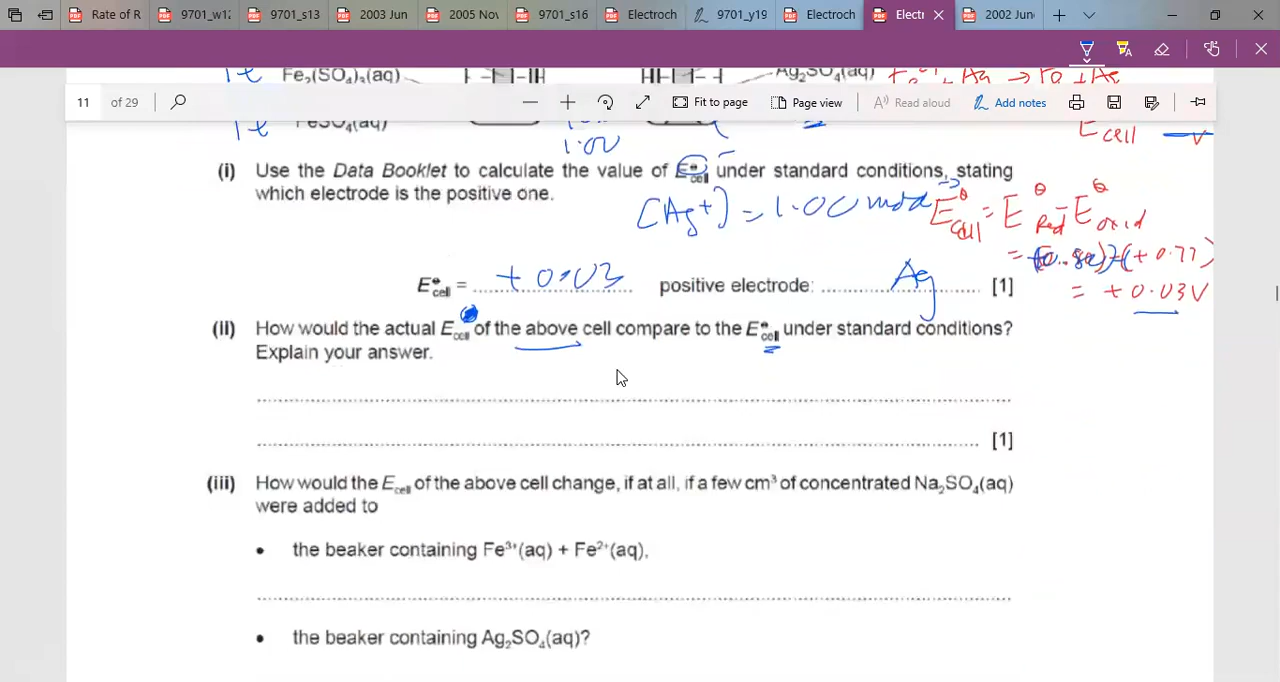 Rate of R 9701_w12 9701_s13 2003 Jun 2005 Nov 9701_s16 Electroch 9701_y19 Electroch Electr 2002 June
11 of 29 Fit to page Page view Read aloud Add notes
Fe₂(SO₄)₃(aq) Ag₂SO₄(aq)
FeSO₄(aq)
1.00
E cell V
(i) Use the Data Booklet to calculate the value of E⦵cell under standard conditions, stating
which electrode is the positive one.
[Ag+] = 1.00 mol
E⦵cell = E⦵Red - E⦵oxid
(+0.77)
= +0.03V
E⦵cell = +0.03 positive electrode: Ag [1]
(ii) How would the actual Ecell of the above cell compare to the E⦵cell under standard conditions?
Explain your answer.
[1]
(iii) How would the Ecell of the above cell change, if at all, if a few cm³ of concentrated Na₂SO₄(aq)
were added to
• the beaker containing Fe³⁺(aq) + Fe²⁺(aq),
• the beaker containing Ag₂SO₄(aq)?